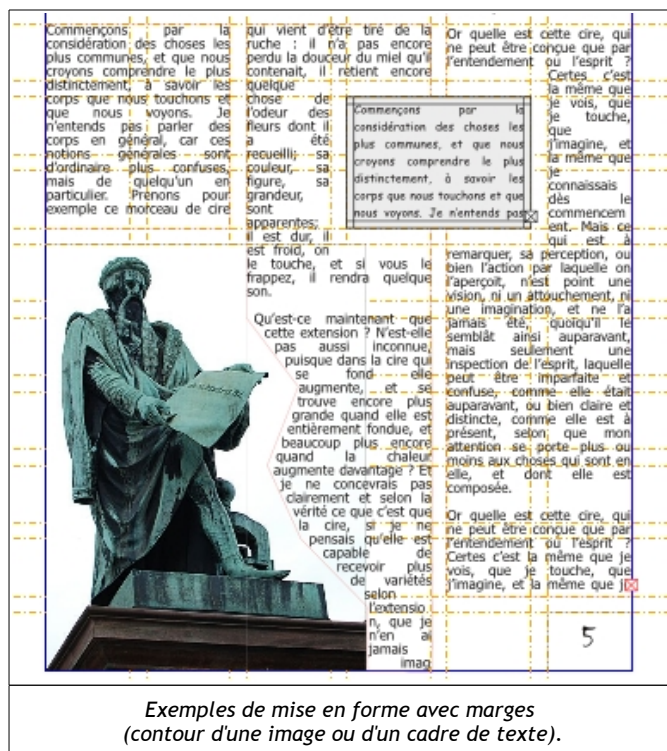 Commençons par la
considération des choses les
plus communes, et que nous
croyons comprendre le plus
distinctement, à savoir les
corps que nous touchons et
que nous voyons. Je
n'entends pas parler des
corps en général, car ces
notions générales sont
d'ordinaire plus confuses,
mais de quelqu'un en
particulier. Prenons pour
exemple ce morceau de cire
qui vient d'être tiré de la
ruche : il n'a pas encore
perdu la douceur du miel qu'il
contenait, il retient encore
quelque
chose de
l'odeur des
fleurs dont il
a été
recueilli; sa
couleur, sa
figure, sa
grandeur,
sont
apparentes;
il est dur, il
est froid, on
le touche, et si vous le
frappez, il rendra quelque
son.
Qu'est-ce maintenant que
cette extension ? N'est-elle
pas aussi inconnue,
puisque dans la cire qui
se fond elle
augmente, et se
trouve encore plus
grande quand elle est
entièrement fondue, et
beaucoup plus encore
quand la chaleur
augmente davantage ? Et
je ne concevrais pas
clairement et selon la
vérité ce que c'est que
la cire, si je ne
pensais qu'elle est
capable de
recevoir plus
de variétés
selon
l'extensio
n, que je
n'en ai
jamais
imag
Commençons par la
considération des choses les
plus communes, et que nous
croyons comprendre le plus
distinctement, à savoir les
corps que nous touchons et que
nous voyons. Je n'entends pas
Or quelle est cette cire, qui
ne peut être conçue que par
l'entendement ou l'esprit ?
Certes c'est
la même que
je vois, que
je touche,
que
j'imagine, et
la même que
je
connaissais
dès le
commencem
ent. Mais ce
qui est à
remarquer, sa perception, ou
bien l'action par laquelle on
l'aperçoit, n'est point une
vision, ni un attouchement, ni
une imagination, et ne l'a
jamais été, quoiqu'il le
semblât ainsi auparavant,
mais seulement une
inspection de l'esprit, laquelle
peut être imparfaite et
confuse, comme elle était
auparavant, ou bien claire et
distincte, comme elle est à
présent, selon que mon
attention se porte plus ou
moins aux choses qui sont en
elle, et dont elle est
composée.
Or quelle est cette cire, qui
ne peut être conçue que par
l'entendement ou l'esprit ?
Certes c'est la même que je
vois, que je touche, que
j'imagine, et la même que j
5
Exemples de mise en forme avec marges
(contour d'une image ou d'un cadre de texte).